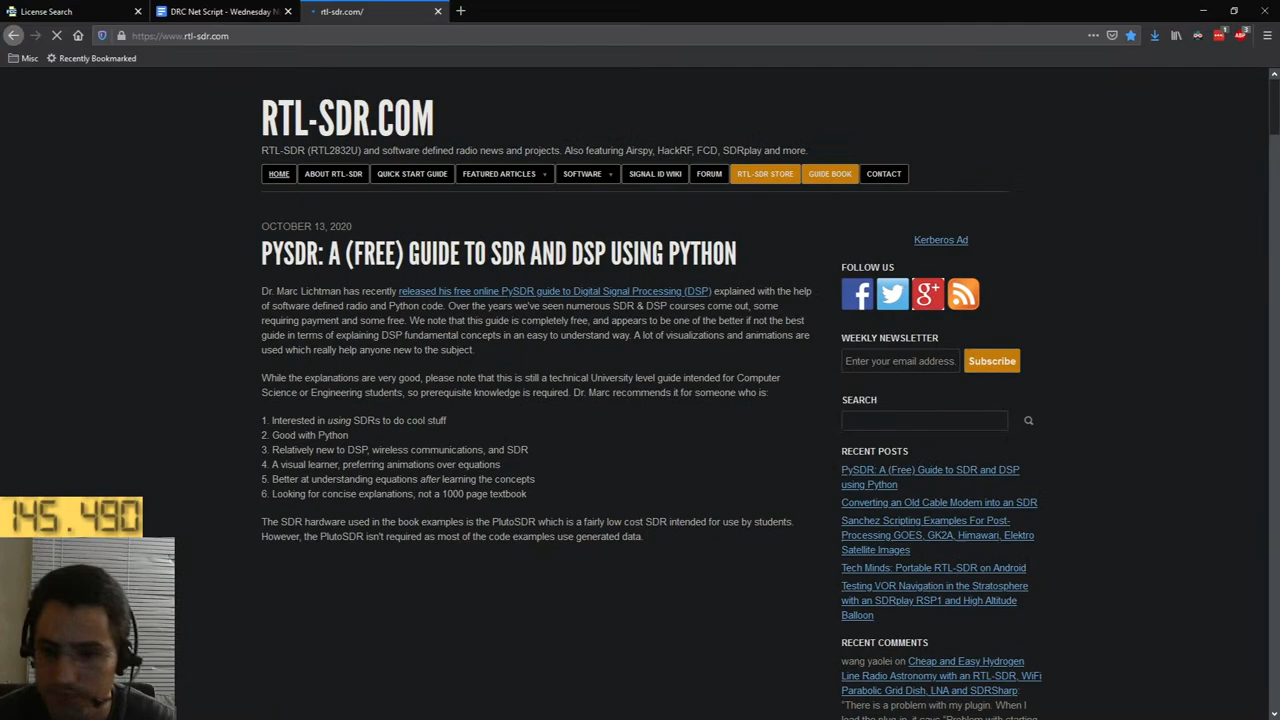 License Search
DRC Net Script - Wednesday N
rtl-sdr.com/
https://www.rtl-sdr.com
Misc
Recently Bookmarked
RTL-SDR.COM
RTL-SDR (RTL2832U) and software defined radio news and projects. Also featuring Airspy, HackRF, FCD, SDRplay and more.
HOME ABOUT RTL-SDR QUICK START GUIDE FEATURED ARTICLES SOFTWARE SIGNAL ID WIKI FORUM RTL-SDR STORE GUIDE BOOK CONTACT
OCTOBER 13, 2020
PYSDR: A (FREE) GUIDE TO SDR AND DSP USING PYTHON
Dr. Marc Lichtman has recently released his free online PySDR guide to Digital Signal Processing (DSP) explained with the help
of software defined radio and Python code. Over the years we've seen numerous SDR & DSP courses come out, some
requiring payment and some free. We note that this guide is completely free, and appears to be one of the better if not the best
guide in terms of explaining DSP fundamental concepts in an easy to understand way. A lot of visualizations and animations are
used which really help anyone new to the subject.
While the explanations are very good, please note that this is still a technical University level guide intended for Computer
Science or Engineering students, so prerequisite knowledge is required. Dr. Marc recommends it for someone who is:
1. Interested in using SDRs to do cool stuff
2. Good with Python
3. Relatively new to DSP, wireless communications, and SDR
4. A visual learner, preferring animations over equations
5. Better at understanding equations after learning the concepts
6. Looking for concise explanations, not a 1000 page textbook
The SDR hardware used in the book examples is the PlutoSDR which is a fairly low cost SDR intended for use by students.
However, the PlutoSDR isn't required as most of the code examples use generated data.
Kerberos Ad
FOLLOW US
WEEKLY NEWSLETTER
Enter your email address. Subscribe
SEARCH
RECENT POSTS
PySDR: A (Free) Guide to SDR and DSP
using Python
Converting an Old Cable Modem into an SDR
Sanchez Scripting Examples For Post-
Processing GOES, GK2A, Himawari, Elektro
Satellite Images
Tech Minds: Portable RTL-SDR on Android
Testing VOR Navigation in the Stratosphere
with an SDRplay RSP1 and High Altitude
Balloon
RECENT COMMENTS
wang yaolei on Cheap and Easy Hydrogen
Line Radio Astronomy with an RTL-SDR, WiFi
Parabolic Grid Dish, LNA and SDRSharp:
"There is a problem with my plugin. When I
load the plug-in, it says "Problem with starting
145.490